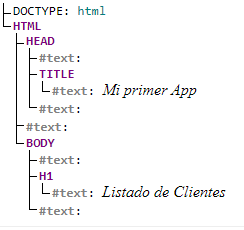 DOCTYPE: html
HTML
HEAD
#text:
TITLE
#text: Mi primer App
#text:
#text:
BODY
#text:
H1
#text: Listado de Clientes
#text: